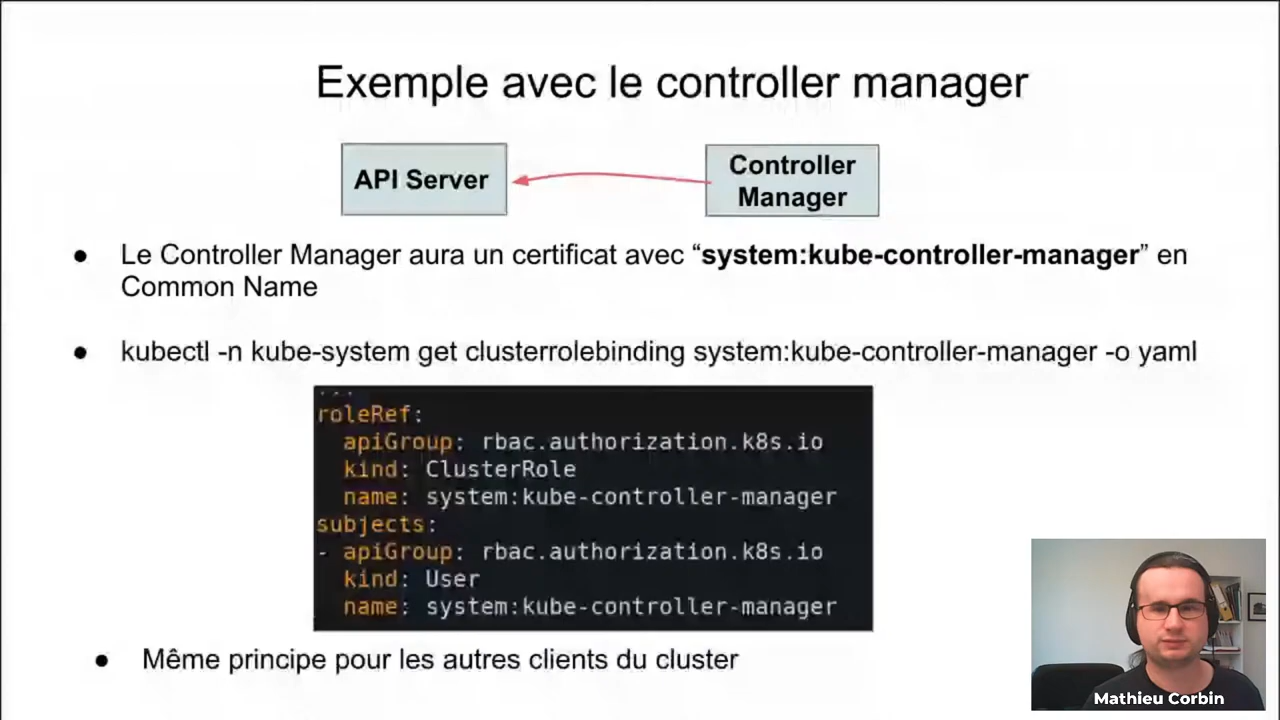 Exemple avec le controller manager
API Server
Controller
Manager
● Le Controller Manager aura un certificat avec “system:kube-controller-manager” en
Common Name
● kubectl -n kube-system get clusterrolebinding system:kube-controller-manager -o yaml
...
roleRef:
  apiGroup: rbac.authorization.k8s.io
  kind: ClusterRole
  name: system:kube-controller-manager
subjects:
- apiGroup: rbac.authorization.k8s.io
  kind: User
  name: system:kube-controller-manager
● Même principe pour les autres clients du cluster
Mathieu Corbin